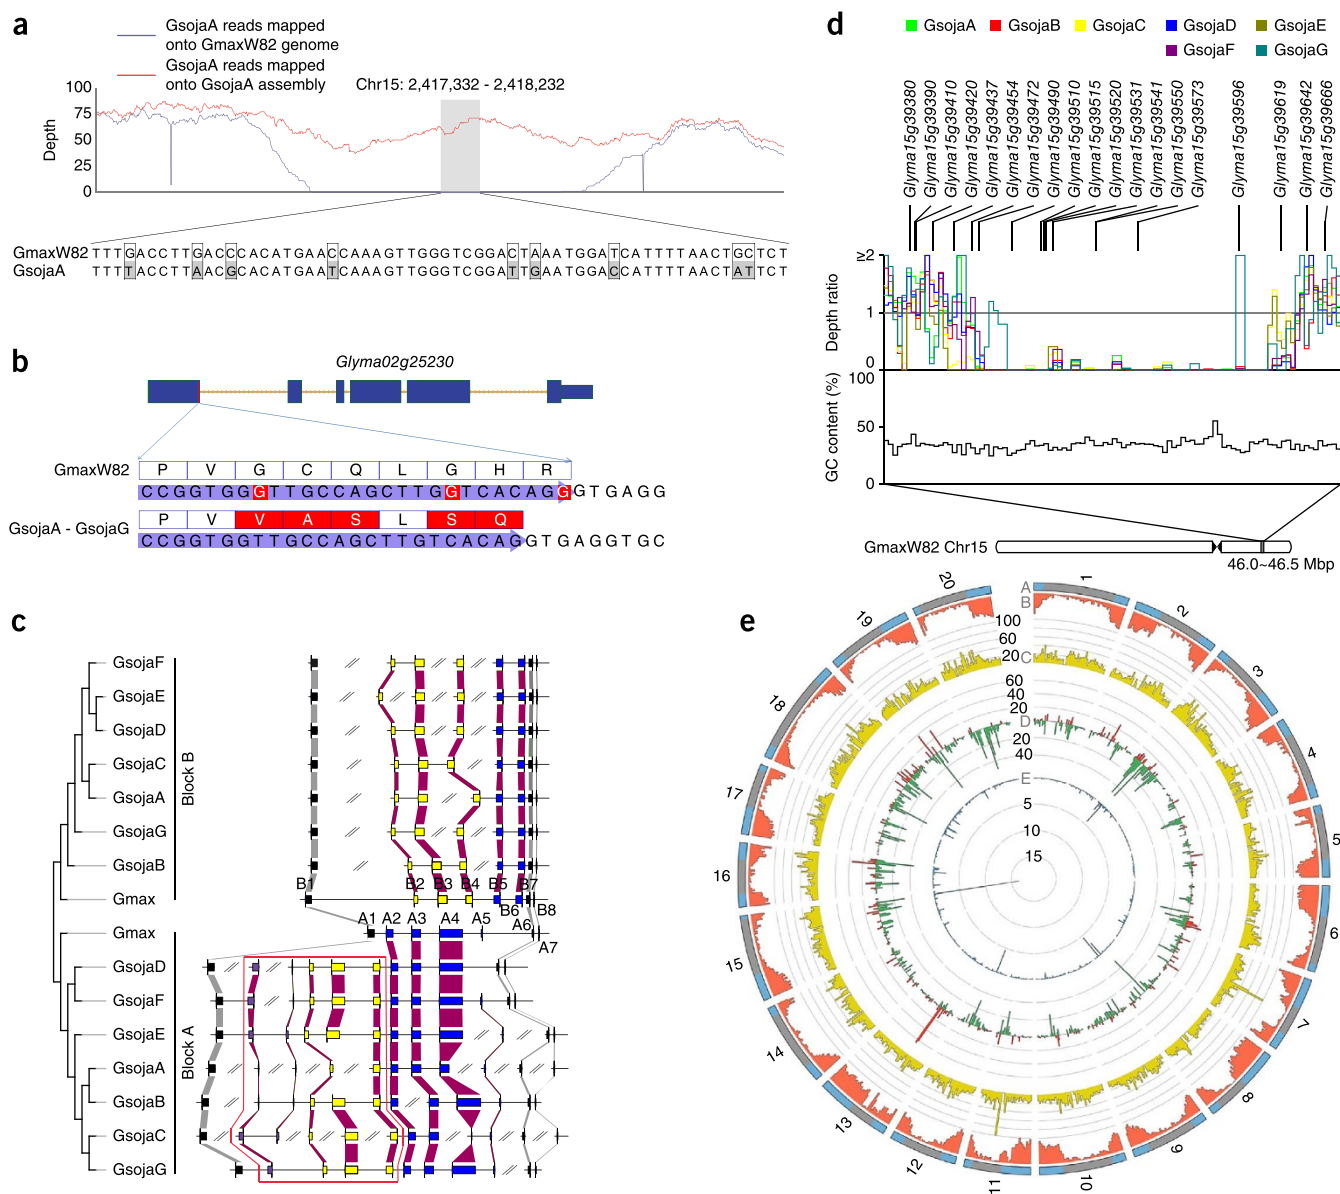 a
GsojaA reads mapped
onto GmaxW82 genome
GsojaA reads mapped
onto GsojaA assembly
Chr15: 2,417,332 - 2,418,232
100
75
50
25
0
Depth
GmaxW82 TTTGACCTTGACCCACATGAACCAAAGTTGGGTCGGACTAAATGGATCATTTTAACTGCTCT
GsojaA TTTTACCTTAACGCACATGAATCAAAGTTGGGTCGGATTGAATGGACCATTTTAACTATTCT
b
Glyma02g25230
GmaxW82 P V G C Q L G H R
CCGGTGGGTTGCCAGCTTGGTCACAGGGTGAGG
GsojaA - GsojaG P V V A S L S Q
CCGGTGGTTGCCAGCTTGTCACAGGTGAGGTGC
c
GsojaF
GsojaE
GsojaD
GsojaC
GsojaA
GsojaG
GsojaB
Gmax
Block B
B1 B2 B3 B4 B5 B6 B7 B8
A1 A2 A3 A4 A5 A6 A7
Gmax
GsojaD
GsojaF
GsojaE
GsojaA
GsojaB
GsojaC
GsojaG
Block A
d
GsojaA GsojaB GsojaC GsojaD GsojaE
GsojaF GsojaG
Glyma15g39380
Glyma15g39390
Glyma15g39410
Glyma15g39420
Glyma15g39437
Glyma15g39454
Glyma15g39472
Glyma15g39490
Glyma15g39510
Glyma15g39515
Glyma15g39520
Glyma15g39531
Glyma15g39541
Glyma15g39550
Glyma15g39573
Glyma15g39596
Glyma15g39619
Glyma15g39642
Glyma15g39666
≥2
1
0
Depth ratio
100
50
0
GC content (%)
GmaxW82 Chr15
46.0~46.5 Mbp
e
A
B
100
60
20
C
60
40
20
D
20
40
E
5
10
15
1
2
3
4
5
6
7
8
9
10
11
12
13
14
15
16
17
18
19
20